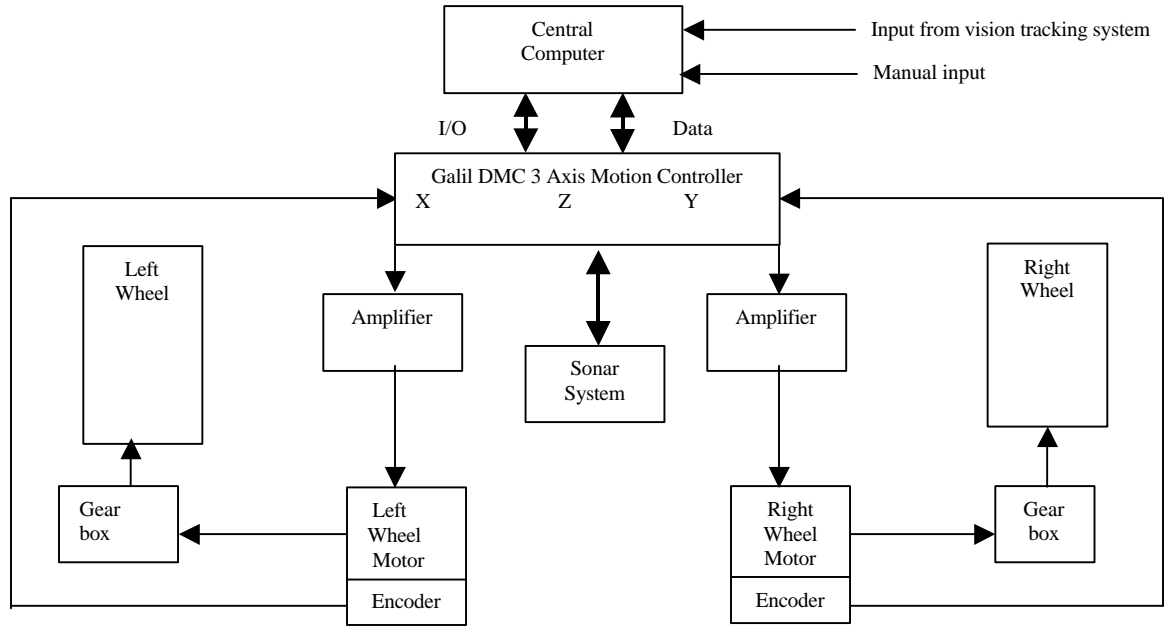 Central
Computer
Input from vision tracking system
Manual input
I/O
Data
Galil DMC 3 Axis Motion Controller
X Z Y
Left
Wheel
Right
Wheel
Amplifier
Amplifier
Sonar
System
Gear
box
Left
Wheel
Motor
Encoder
Right
Wheel
Motor
Encoder
Gear
box